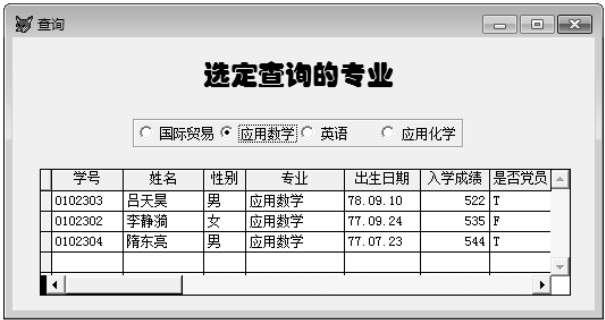 查询
选定查询的专业
国际贸易 应用数学 英语 应用化学
学号 姓名 性别 专业 出生日期 入学成绩 是否党员
0102303 吕天昊 男 应用数学 78.09.10 522 T
0102302 李静漪 女 应用数学 77.09.24 535 F
0102304 隋东亮 男 应用数学 77.07.23 544 T